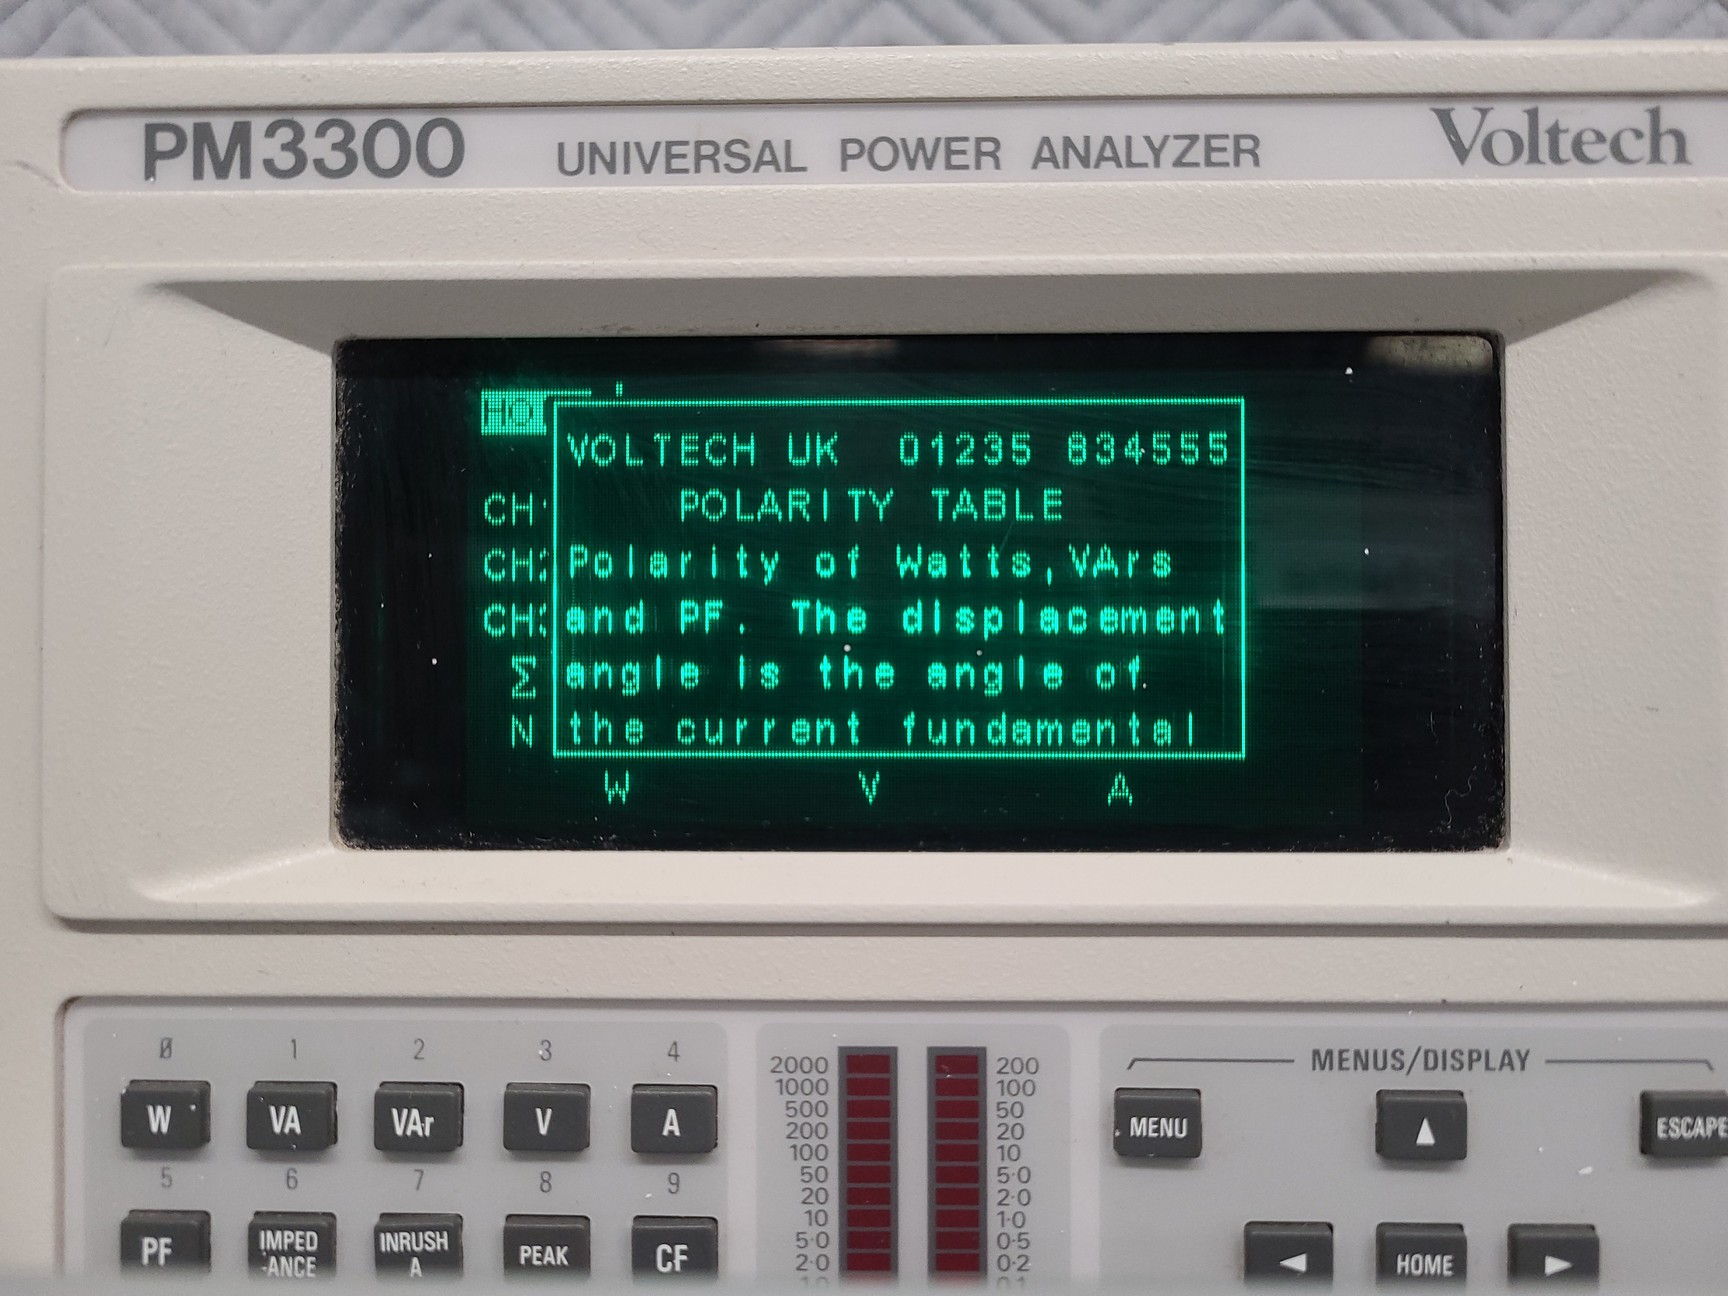 PM3300 UNIVERSAL POWER ANALYZER Voltech
HO
VOLTECH UK 01235 834555
CH
POLARITY TABLE
CH2 Polarity of Watts,VArs
CH3 and PF. The displacement
Σ angle is the angle of
N the current fundamental
W V A
0 1 2 3 4
W VA VAr V A
5 6 7 8 9
PF IMPED-ANCE INRUSH A PEAK CF
2000 200
1000 100
500 50
200 20
100 10
50 5·0
20 2·0
10 1·0
5·0 0·5
2·0 0·2
MENUS/DISPLAY
MENU ▲ ESCAPE
◄ HOME ►